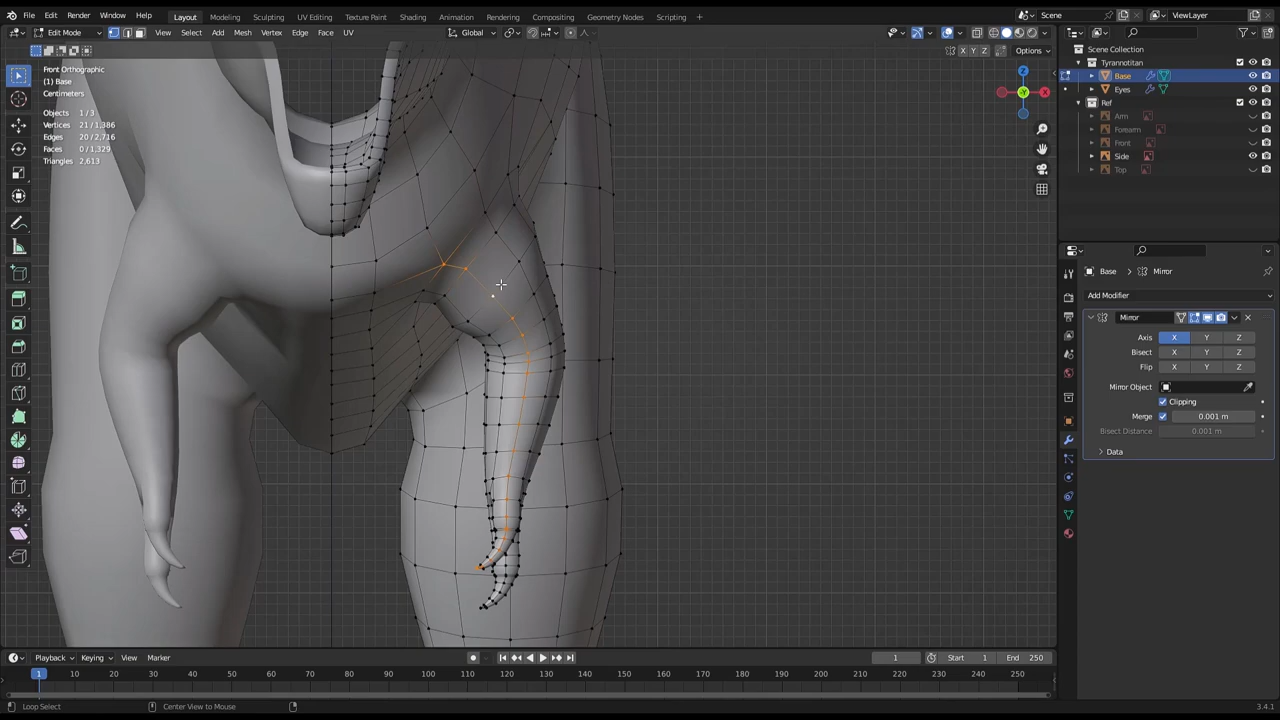 File Edit Render Window Help Layout Modeling Sculpting UV Editing Texture Paint Shading Animation Rendering Compositing Geometry Nodes Scripting + Scene ViewLayer
Edit Mode View Select Add Mesh Vertex Edge Face UV Global
X Y Z Options
Front Orthographic
(1) Base
Centimeters
Objects 1/3
Vertices 21/1,386
Edges 20/2,716
Faces 0/1,329
Triangles 2,613
Z
-Y
X
Scene Collection
Tyrannotitan
Base
Eyes
Ref
Arm
Forearm
Front
Side
Top
Base > Mirror
Add Modifier
Mirror
Axis X Y Z
Bisect X Y Z
Flip X Y Z
Mirror Object
Clipping
Merge 0.001 m
Bisect Distance 0.001 m
Data
Playback Keying View Marker 1 Start 1 End 250
1 10 20 30 40 50 60 70 80 90 100 110 120 130 140 150 160 170 180 190 200 210 220 230 240 250
Loop Select Center View to Mouse 3.4.1